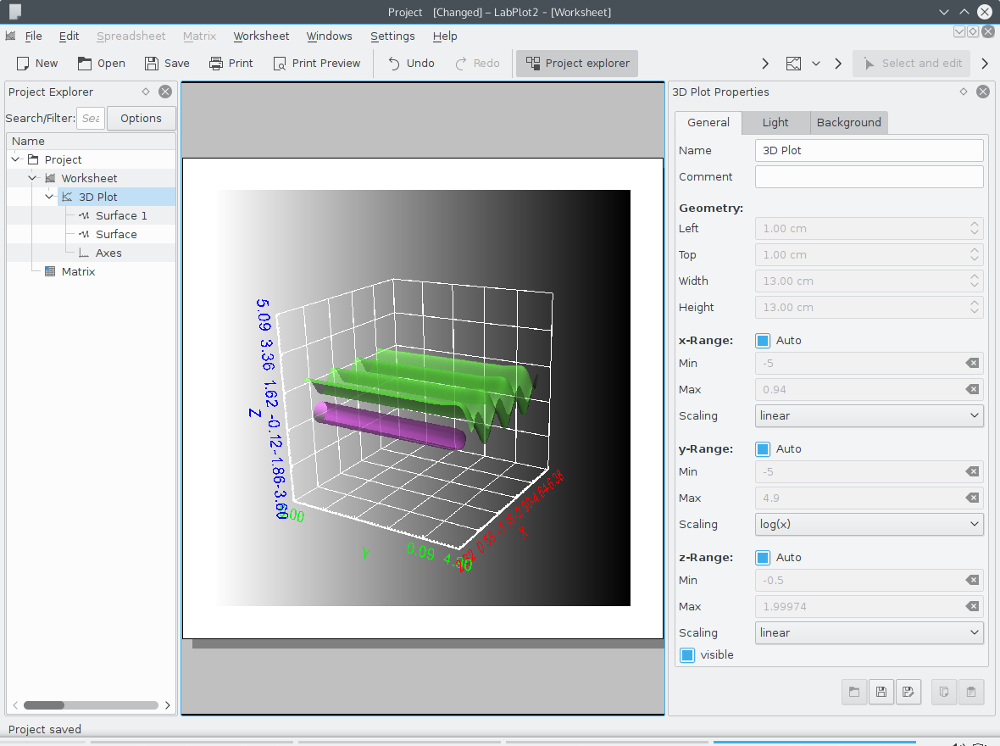 Project [Changed] – LabPlot2 - [Worksheet]
File Edit Spreadsheet Matrix Worksheet Windows Settings Help
New Open Save Print Print Preview Undo Redo Project explorer Select and edit
Project Explorer
Search/Filter: Sea Options
Name
Project
Worksheet
3D Plot
Surface 1
Surface
Axes
Matrix
5.09 3.36 1.62 -0.12 -1.86 -3.60
Z
Y
0.09 4.90
X
3D Plot Properties
General Light Background
Name 3D Plot
Comment
Geometry:
Left 1.00 cm
Top 1.00 cm
Width 13.00 cm
Height 13.00 cm
x-Range: Auto
Min -5
Max 0.94
Scaling linear
y-Range: Auto
Min -5
Max 4.9
Scaling log(x)
z-Range: Auto
Min -0.5
Max 1.99974
Scaling linear
visible
Project saved